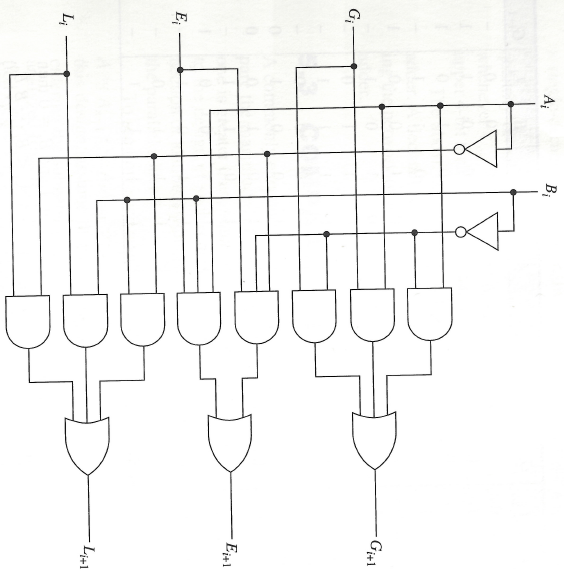 L_i
E_i
G_i
A_i
B_i
L_{i+1}
E_{i+1}
G_{i+1}